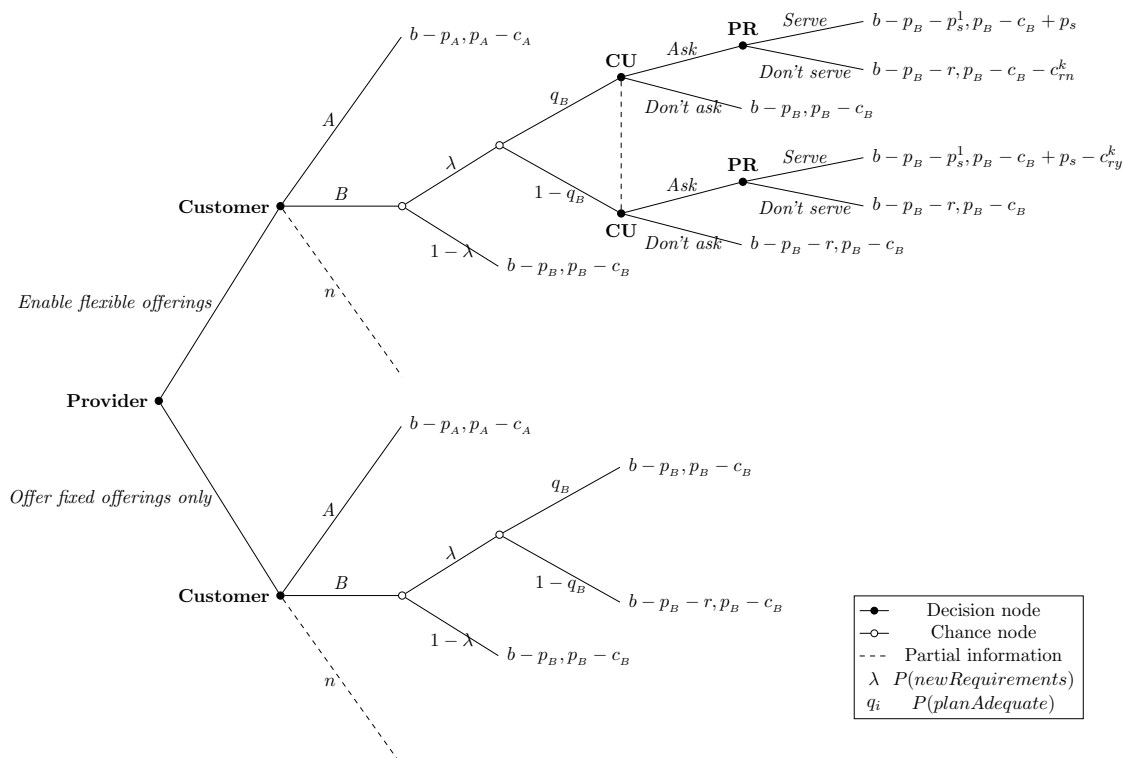 Serve
b − p_B − p_s^1, p_B − c_B + p_s
PR
b − p_A, p_A − c_A
Ask
CU
Don't serve
b − p_B − r, p_B − c_B − c_{rn}^k
q_B
Don't ask
b − p_B, p_B − c_B
A
Serve
b − p_B − p_s^1, p_B − c_B + p_s − c_{ry}^k
PR
λ
Ask
B
1 − q_B
Don't serve
b − p_B − r, p_B − c_B
Customer
CU
Don't ask
b − p_B − r, p_B − c_B
1 − λ
b − p_B, p_B − c_B
n
Enable flexible offerings
Provider
b − p_A, p_A − c_A
b − p_B, p_B − c_B
q_B
Offer fixed offerings only
A
λ
B
1 − q_B
b − p_B − r, p_B − c_B
Customer
1 − λ
b − p_B, p_B − c_B
n
Decision node
Chance node
Partial information
λ P(newRequirements)
q_i P(planAdequate)